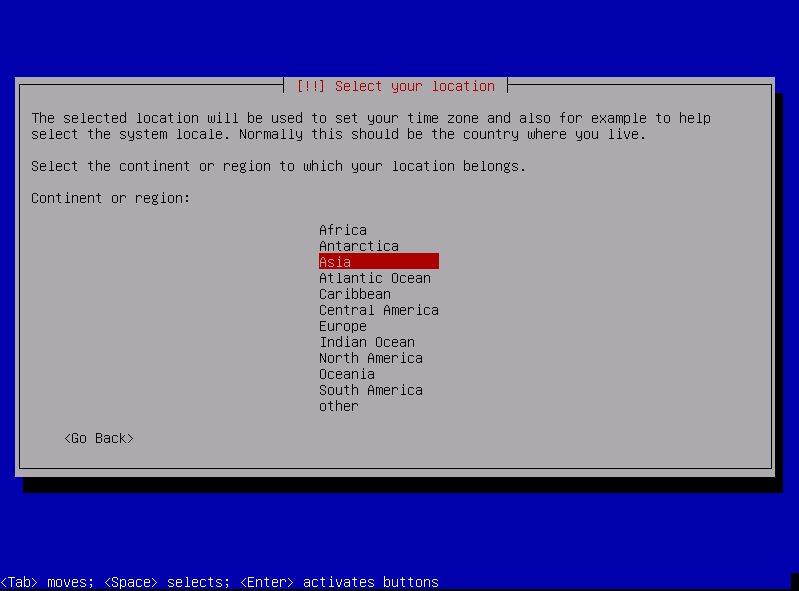 [!!] Select your location
The selected location will be used to set your time zone and also for example to help
select the system locale. Normally this should be the country where you live.
Select the continent or region to which your location belongs.
Continent or region:
Africa
Antarctica
Asia
Atlantic Ocean
Caribbean
Central America
Europe
Indian Ocean
North America
Oceania
South America
other
<Go Back>
<Tab> moves; <Space> selects; <Enter> activates buttons